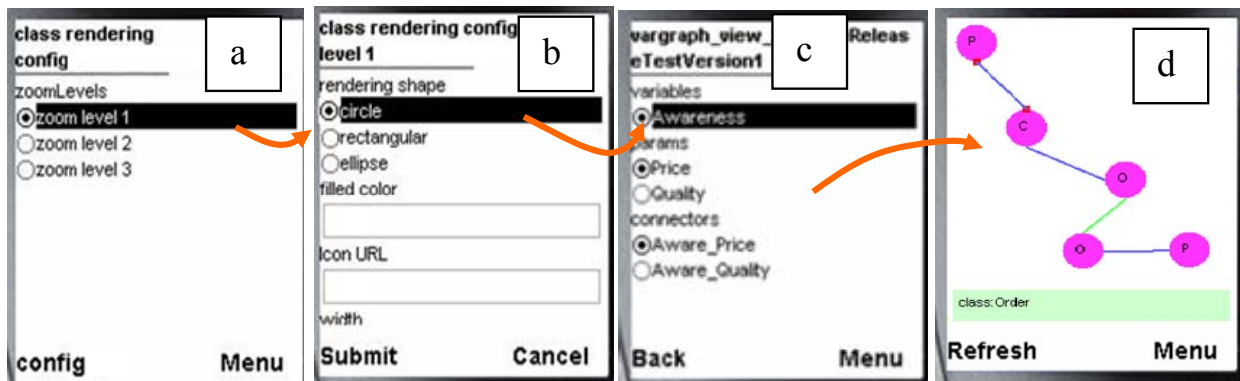 a
class rendering
config
zoomLevels
zoom level 1
zoom level 2
zoom level 3
config Menu
b
class rendering config
level 1
rendering shape
circle
rectangular
ellipse
filled color
Icon URL
width
Submit Cancel
c
vargraph_view_ Releas
eTestVersion1
variables
Awareness
params
Price
Quality
connectors
Aware_Price
Aware_Quality
Back Menu
d
P
C
O
O P
class:Order
Refresh Menu